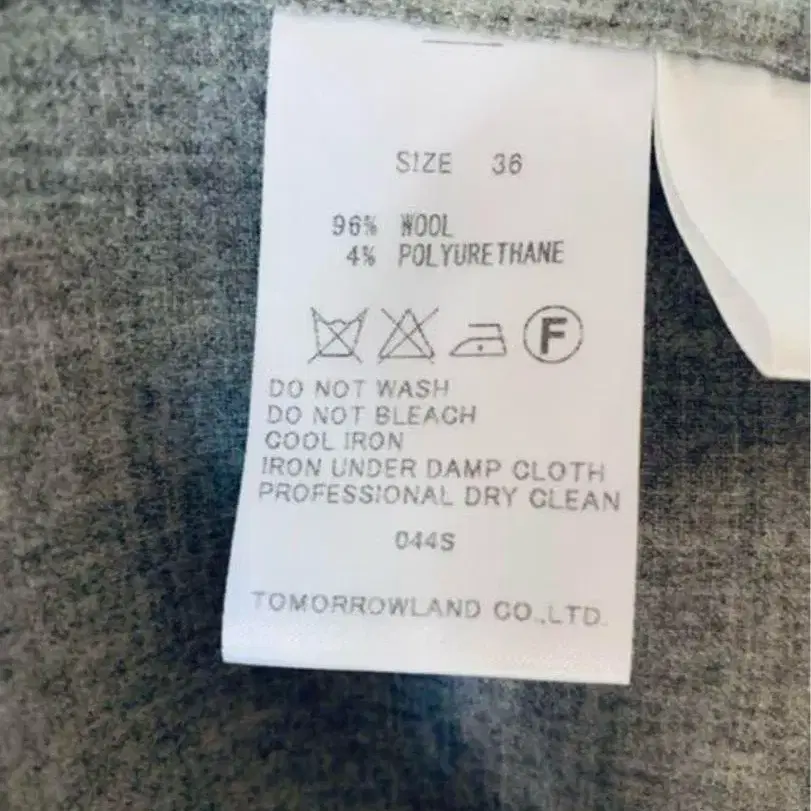 SIZE 36
96% WOOL
4% POLYURETHANE
F
DO NOT WASH
DO NOT BLEACH
COOL IRON
IRON UNDER DAMP CLOTH
PROFESSIONAL DRY CLEAN
044S
TOMORROWLAND CO.,LTD.